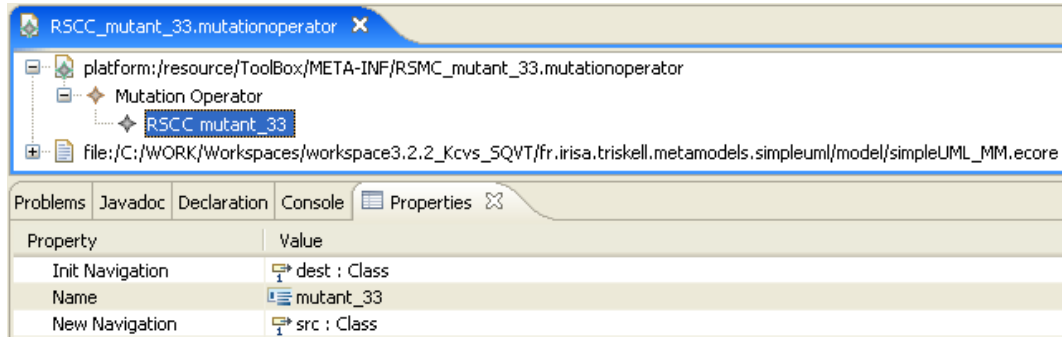 RSCC_mutant_33.mutationoperator
platform:/resource/ToolBox/META-INF/RSMC_mutant_33.mutationoperator
Mutation Operator
RSCC mutant_33
file:/C:/WORK/Workspaces/workspace3.2.2_Kcvs_SQVT/fr.irisa.triskell.metamodels.simpleuml/model/simpleUML_MM.ecore
Problems Javadoc Declaration Console Properties
Property Value
Init Navigation dest : Class
Name mutant_33
New Navigation src : Class